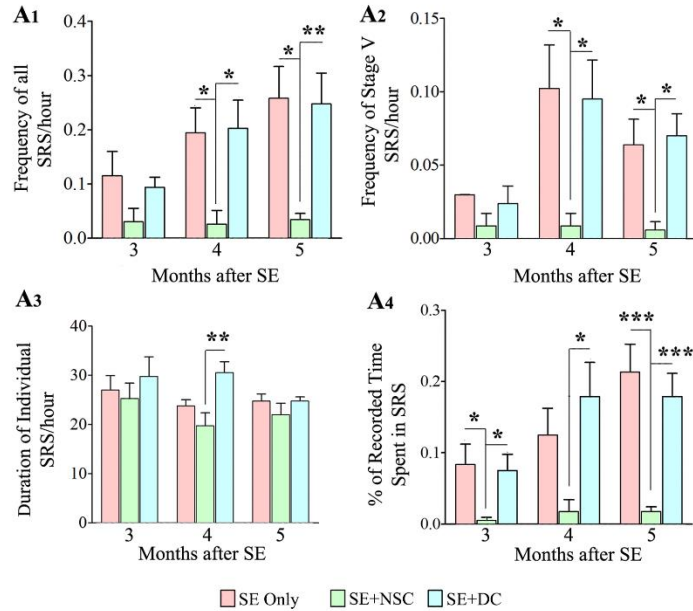 A1
Frequency of all
SRS/hour
0.4
0.3
0.2
0.1
0.0
* * * **
3 4 5
Months after SE
A2
Frequency of Stage V
SRS/hour
0.15
0.10
0.05
0.00
* * * *
3 4 5
Months after SE
A3
Duration of Individual
SRS/hour
40
30
20
10
0
**
3 4 5
Months after SE
A4
% of Recorded Time
Spent in SRS
0.3
0.2
0.1
0.0
* * * *** ***
3 4 5
Months after SE
SE Only SE+NSC SE+DC